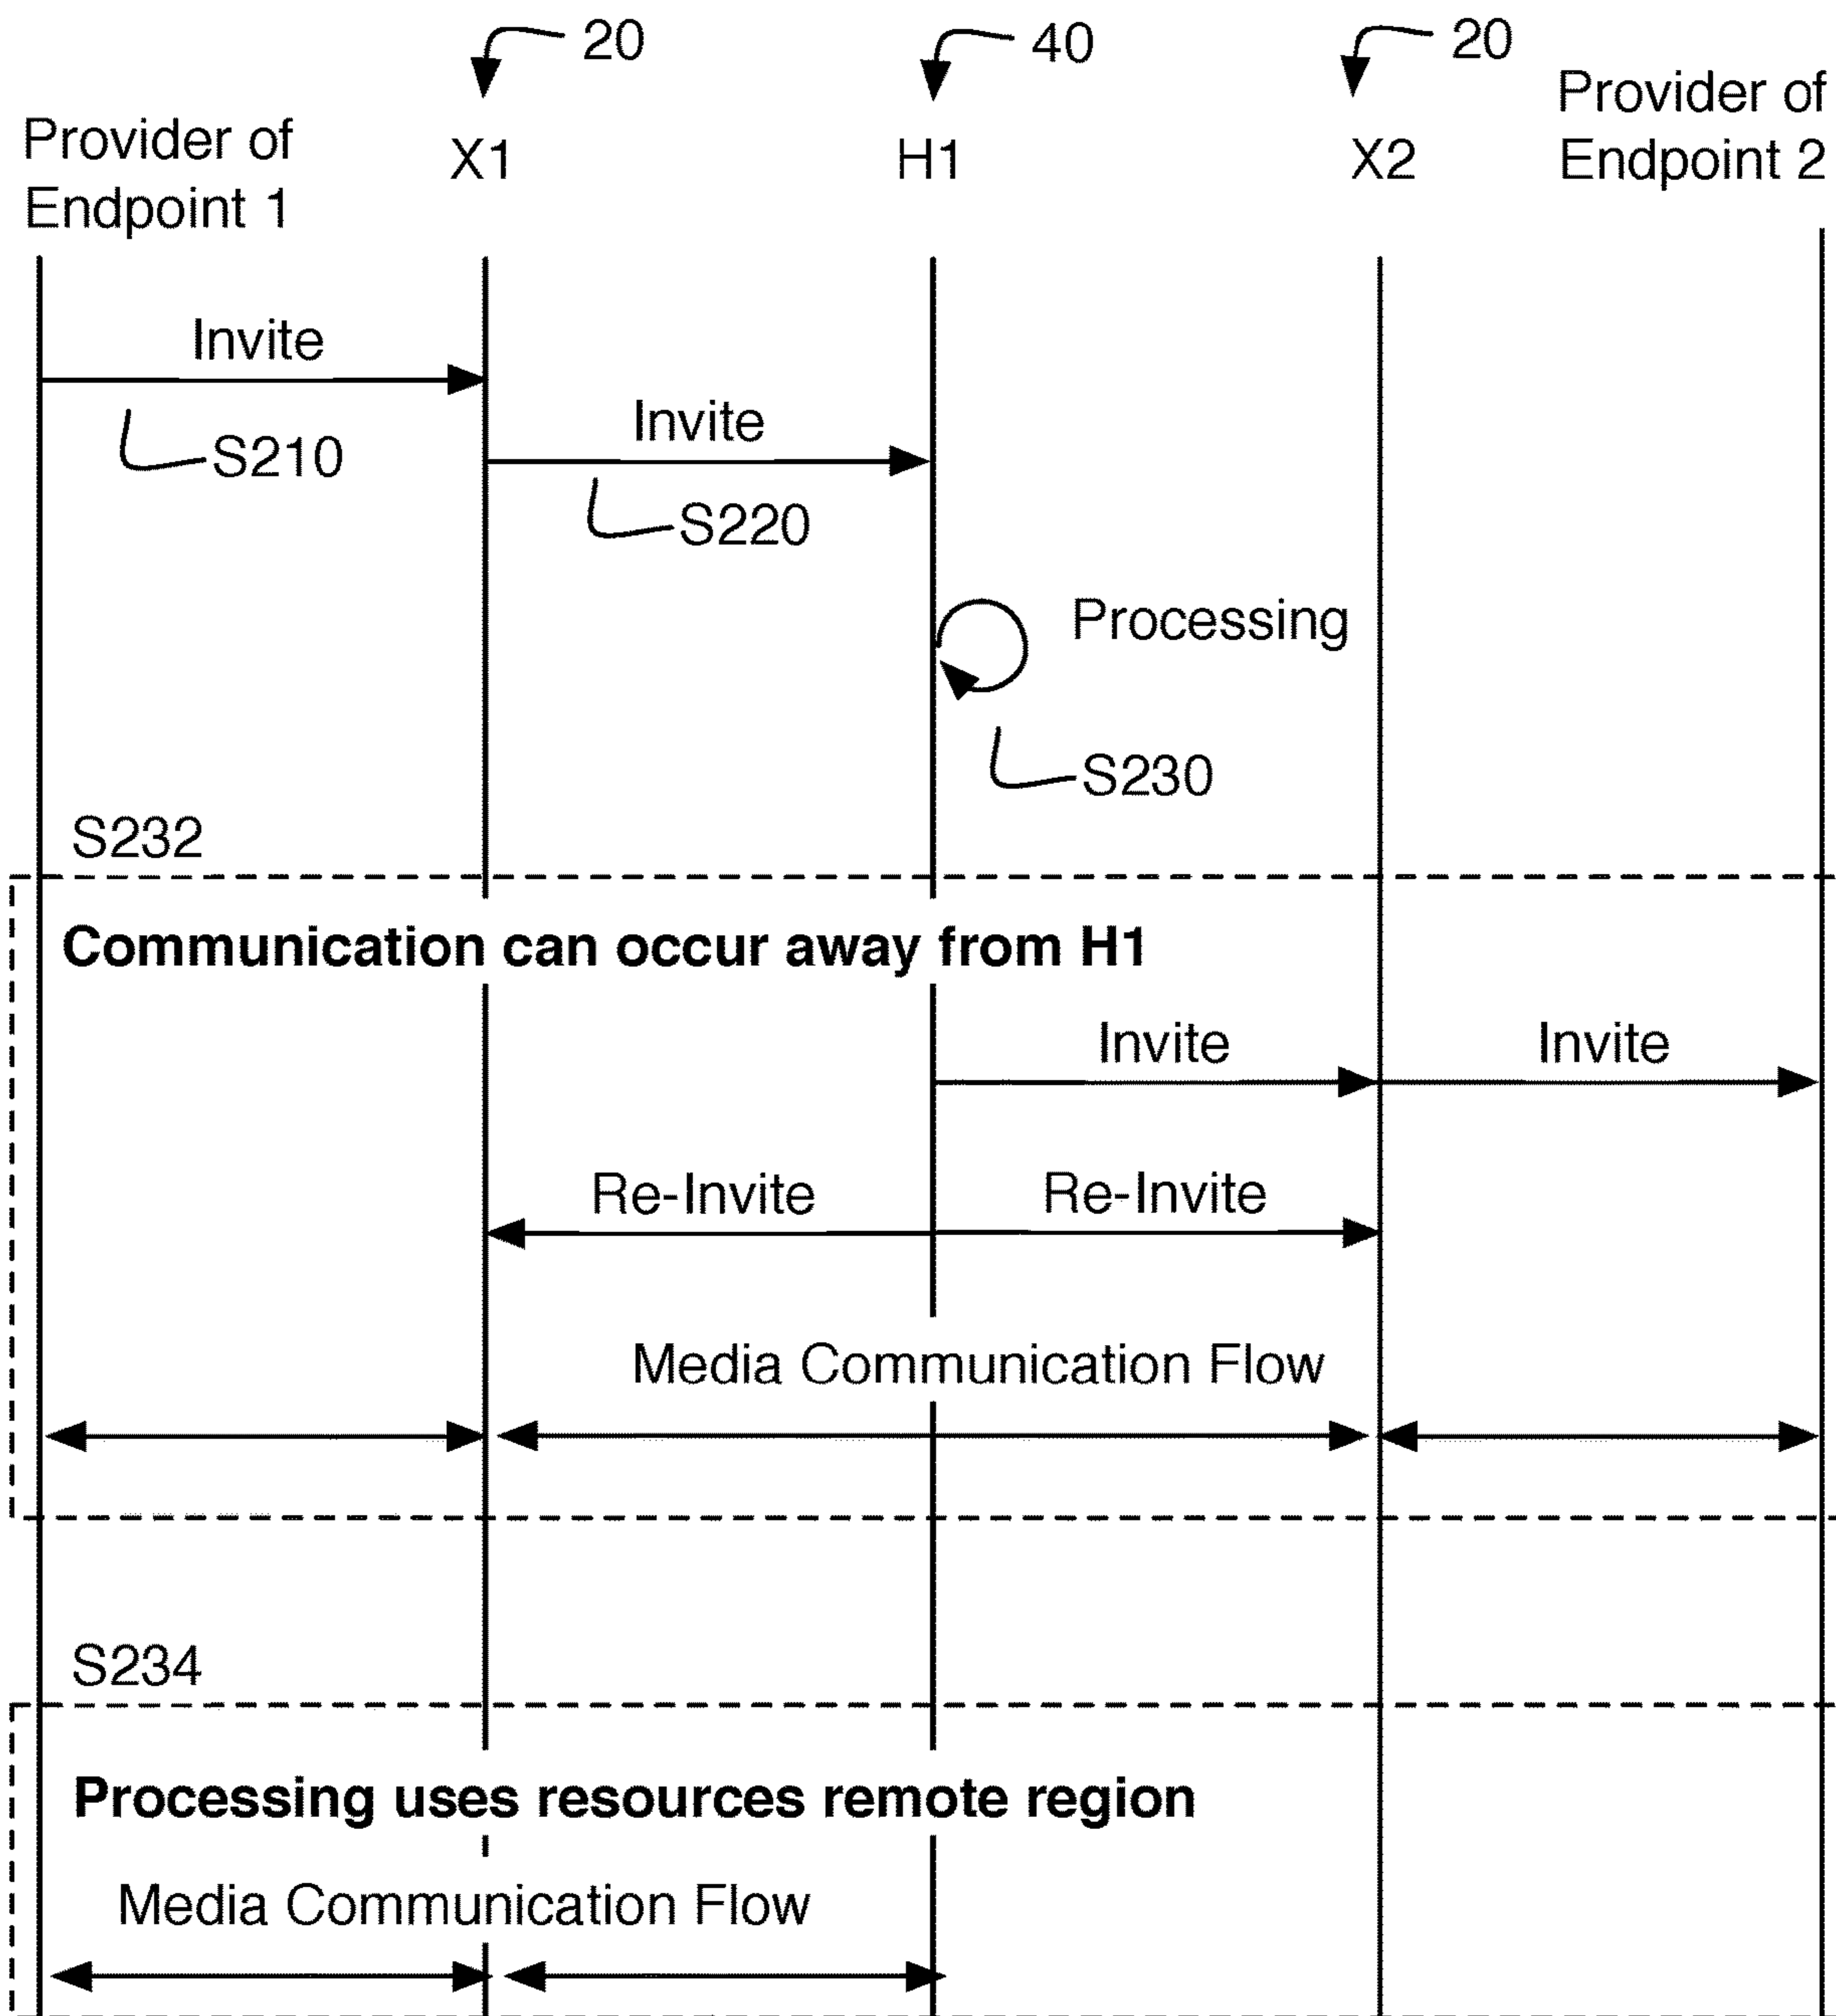 20
40
20
Provider of
Endpoint 1
X1
H1
X2
Provider of
Endpoint 2
Invite
S210
Invite
S220
Processing
S230
S232
Communication can occur away from H1
Invite
Invite
Re-Invite
Re-Invite
Media Communication Flow
S234
Processing uses resources remote region
Media Communication Flow